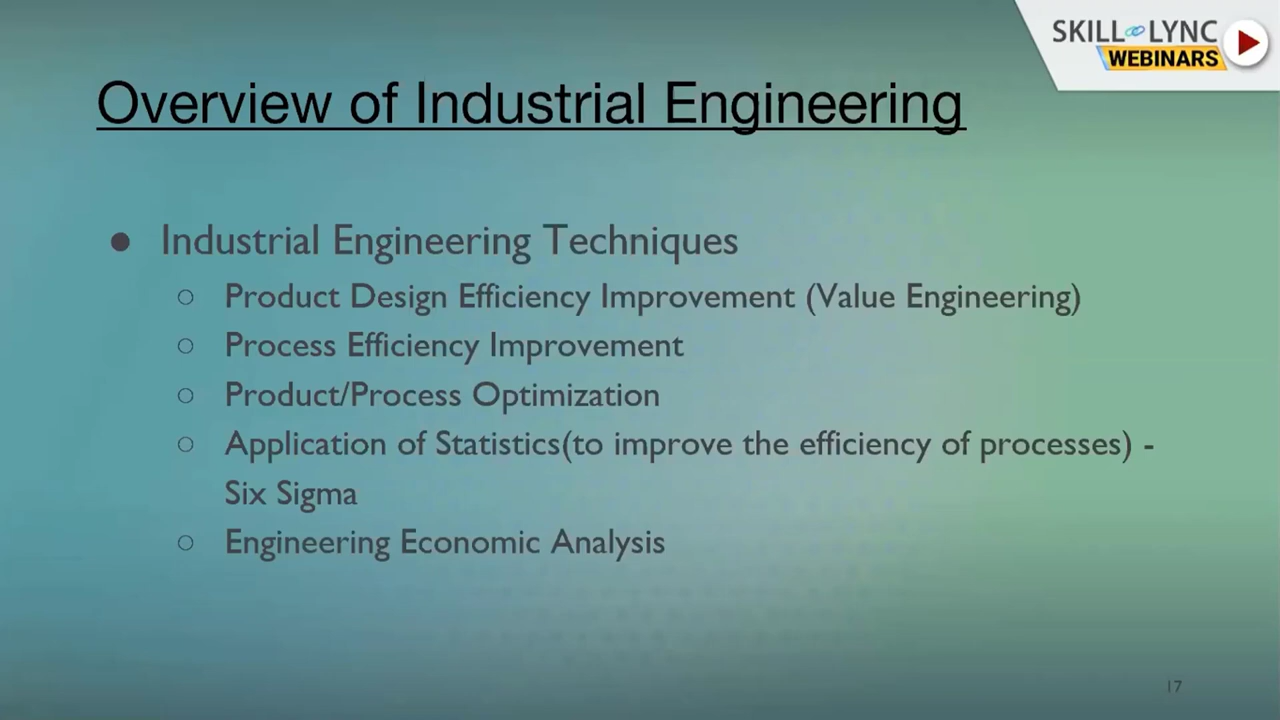 SKILL LYNC
WEBINARS
Overview of Industrial Engineering
● Industrial Engineering Techniques
○ Product Design Efficiency Improvement (Value Engineering)
○ Process Efficiency Improvement
○ Product/Process Optimization
○ Application of Statistics(to improve the efficiency of processes) -
Six Sigma
○ Engineering Economic Analysis
17